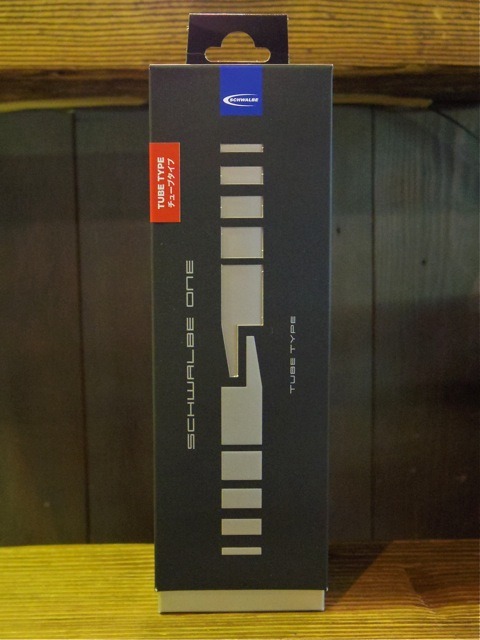 SCHWALBE
TUBE TYPE
チューブタイプ
SCHWALBE ONE
TUBE TYPE